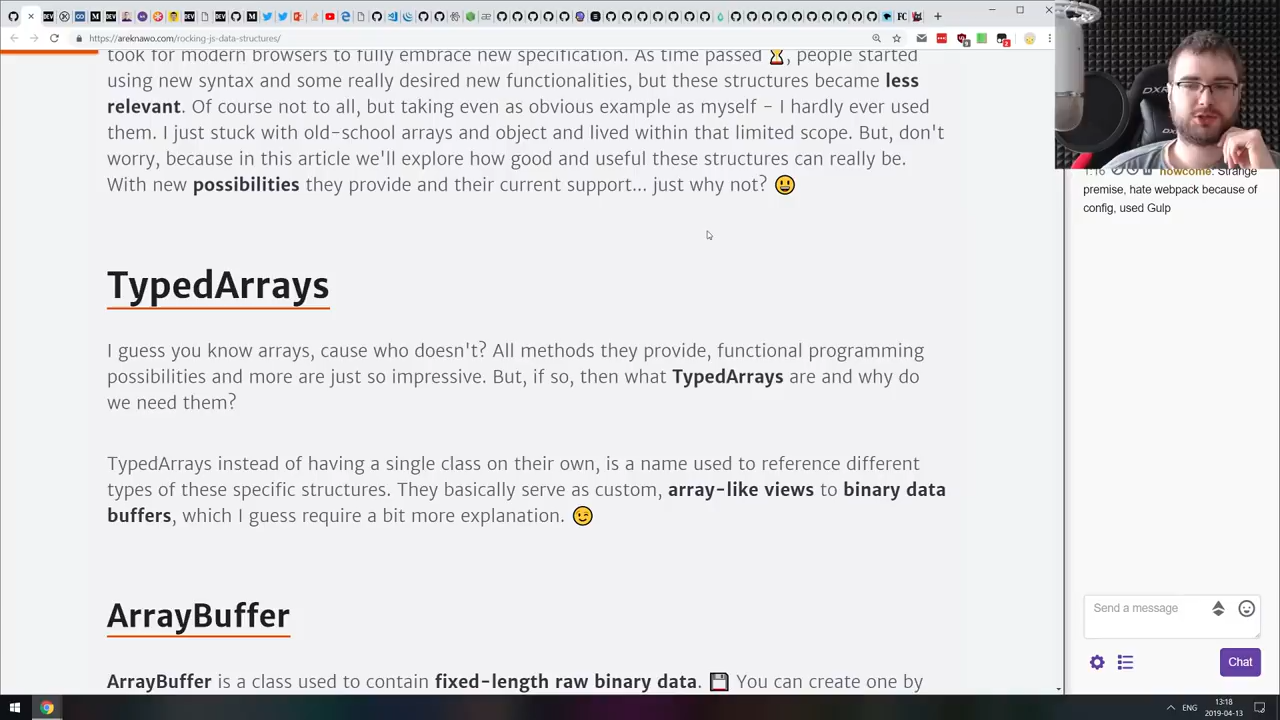 https://areknawo.com/rocking-js-data-structures/
took for modern browsers to fully embrace new specification. As time passed ⏳, people started
using new syntax and some really desired new functionalities, but these structures became less
relevant. Of course not to all, but taking even as obvious example as myself - I hardly ever used
them. I just stuck with old-school arrays and object and lived within that limited scope. But, don't
worry, because in this article we'll explore how good and useful these structures can really be.
With new possibilities they provide and their current support... just why not? 😃
TypedArrays
I guess you know arrays, cause who doesn't? All methods they provide, functional programming
possibilities and more are just so impressive. But, if so, then what TypedArrays are and why do
we need them?
TypedArrays instead of having a single class on their own, is a name used to reference different
types of these specific structures. They basically serve as custom, array-like views to binary data
buffers, which I guess require a bit more explanation. 😉
ArrayBuffer
ArrayBuffer is a class used to contain fixed-length raw binary data. 💾 You can create one by
DXR
1:16 howcome: Strange
premise, hate webpack because of
config, used Gulp
Send a message
Chat
ENG
13:18
2019-04-13